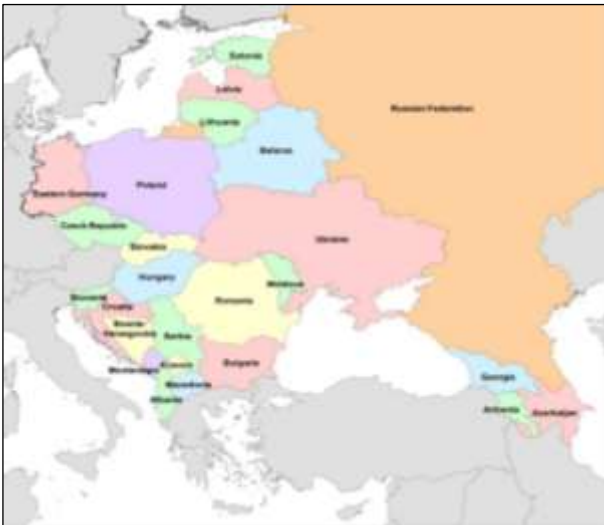 Estonia
Latvia
Russian Federation
Lithuania
Belarus
Poland
Eastern Germany
Czech Republic
Slovakia
Ukraine
Hungary
Moldova
Slovenia
Romania
Croatia
Bosnia-
Herzegovina
Serbia
Montenegro
Kosovo
Bulgaria
Georgia
Macedonia
Albania
Armenia
Azerbaijan